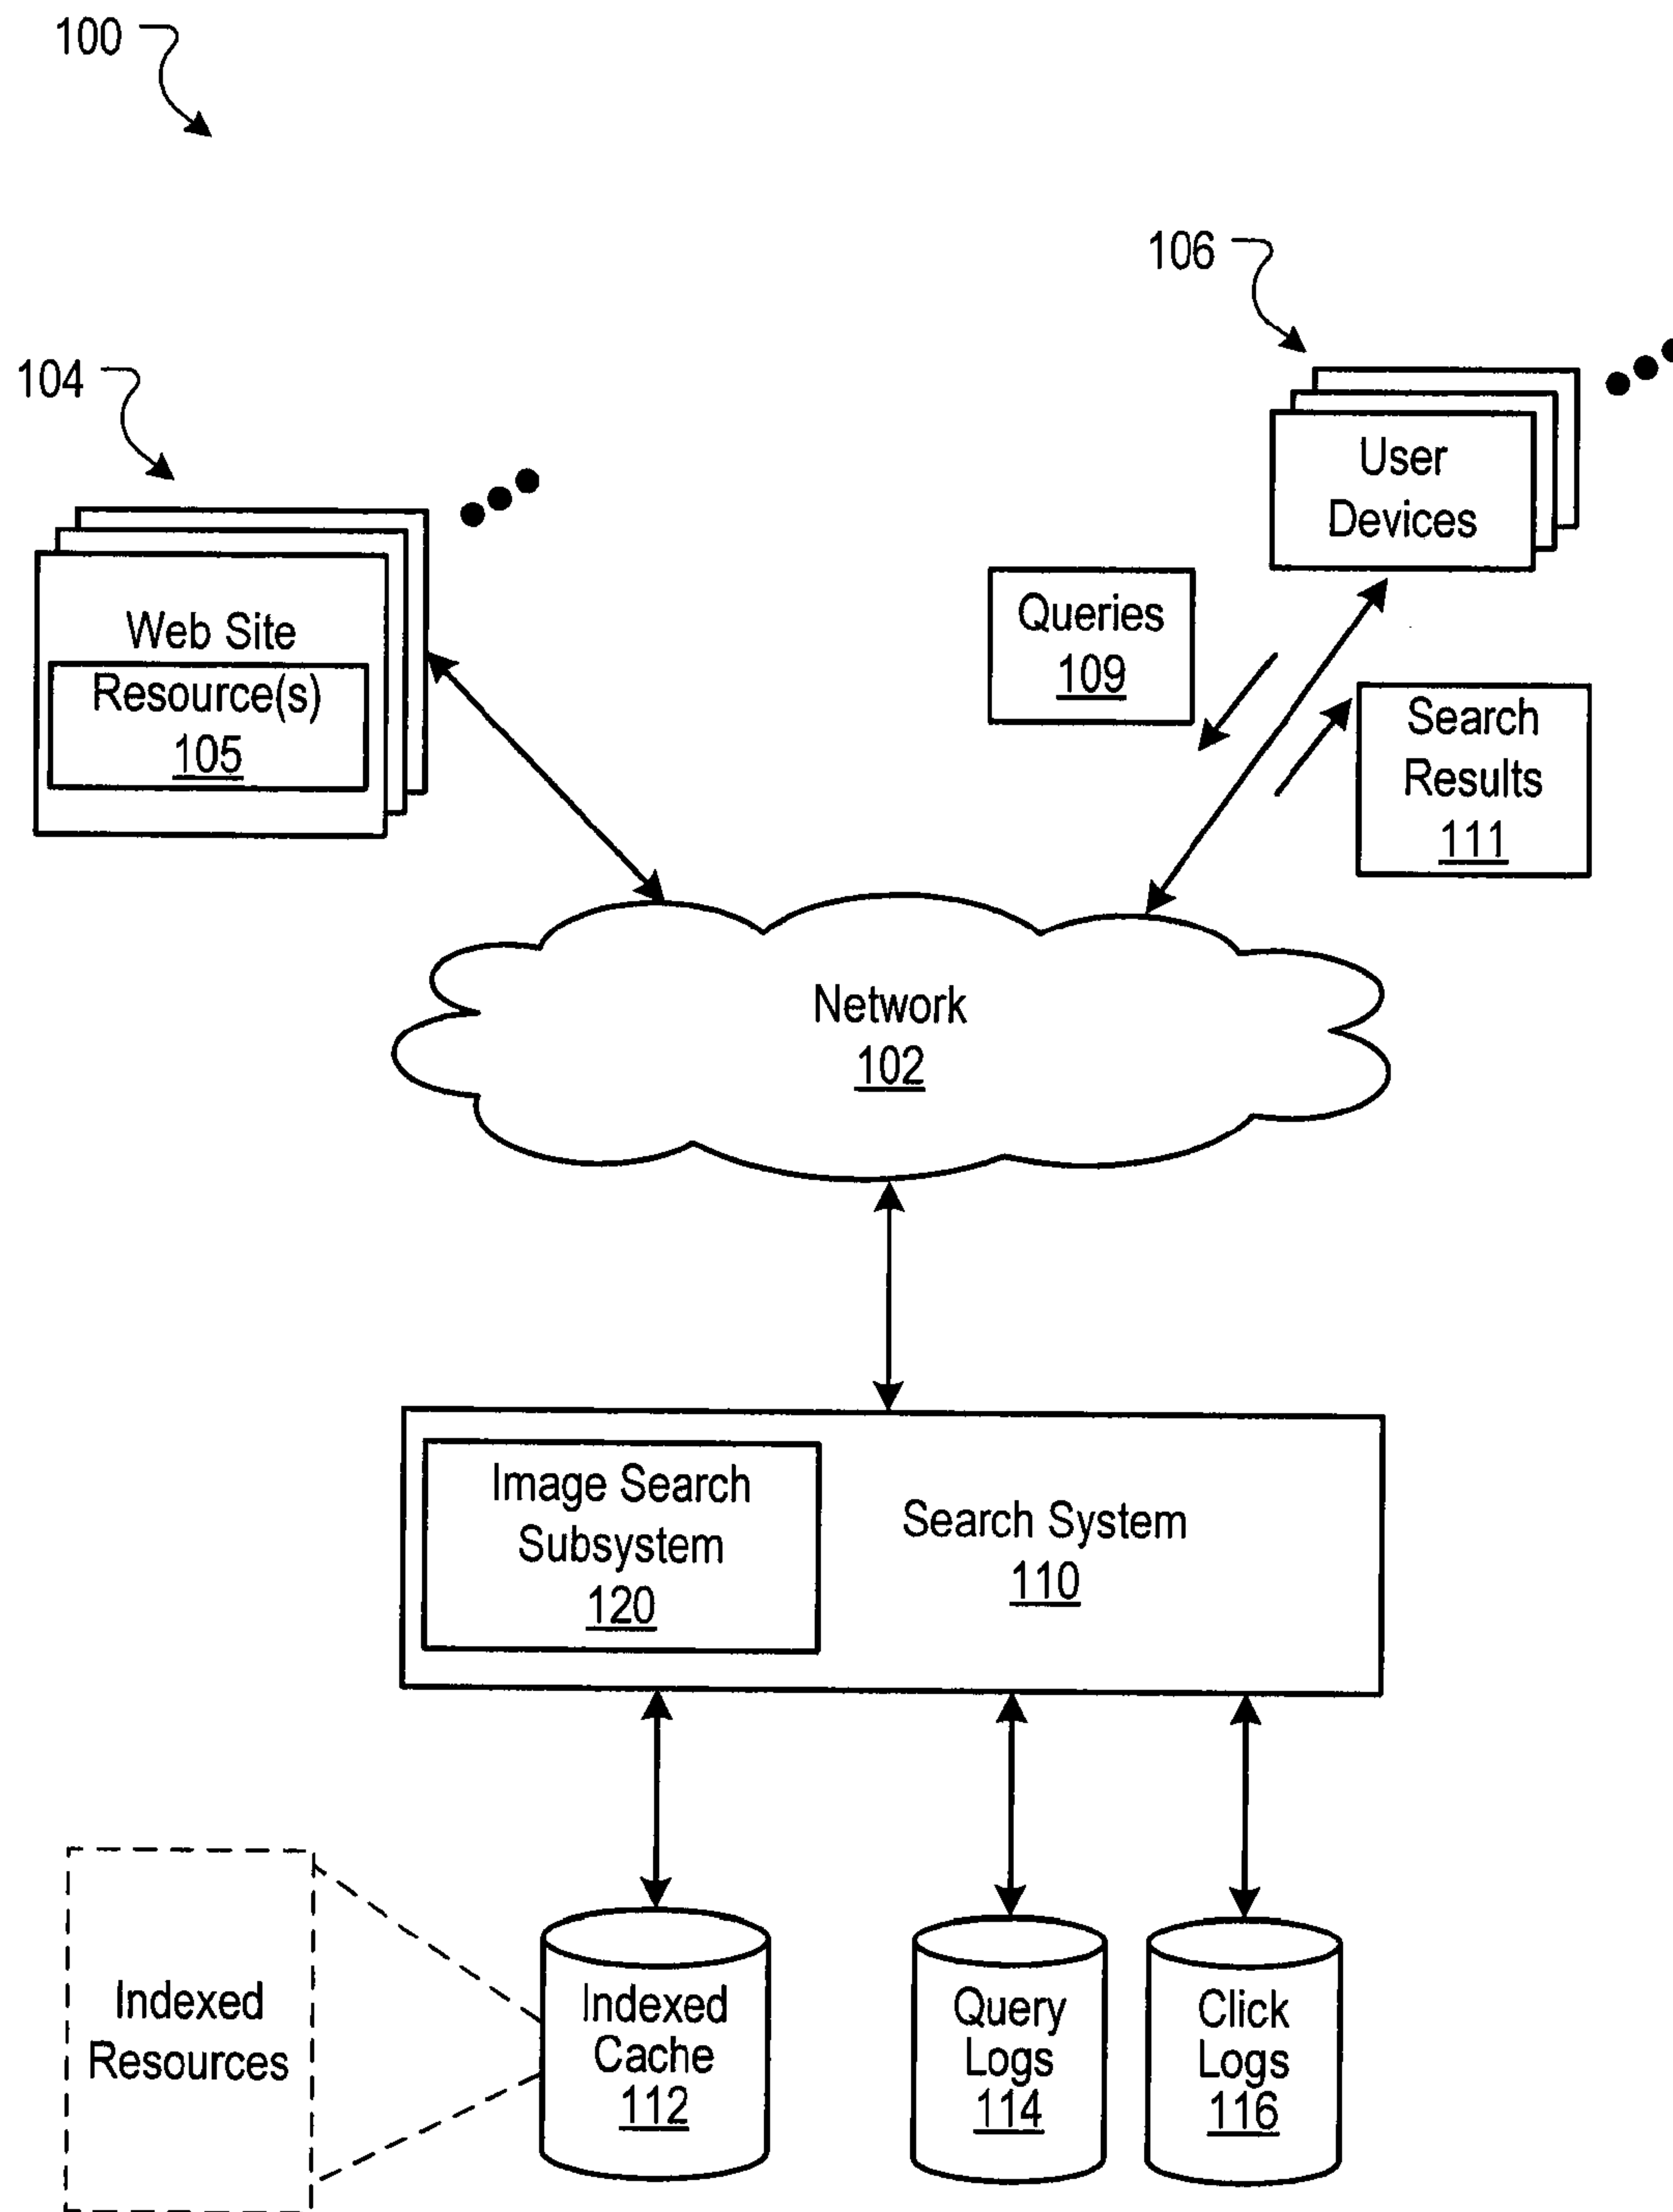 100
106
104
User
Devices
Queries
109
Web Site
Resource(s)
105
Search
Results
111
Network
102
Image Search
Subsystem
120
Search System
110
Indexed
Resources
Indexed
Cache
112
Query
Logs
114
Click
Logs
116